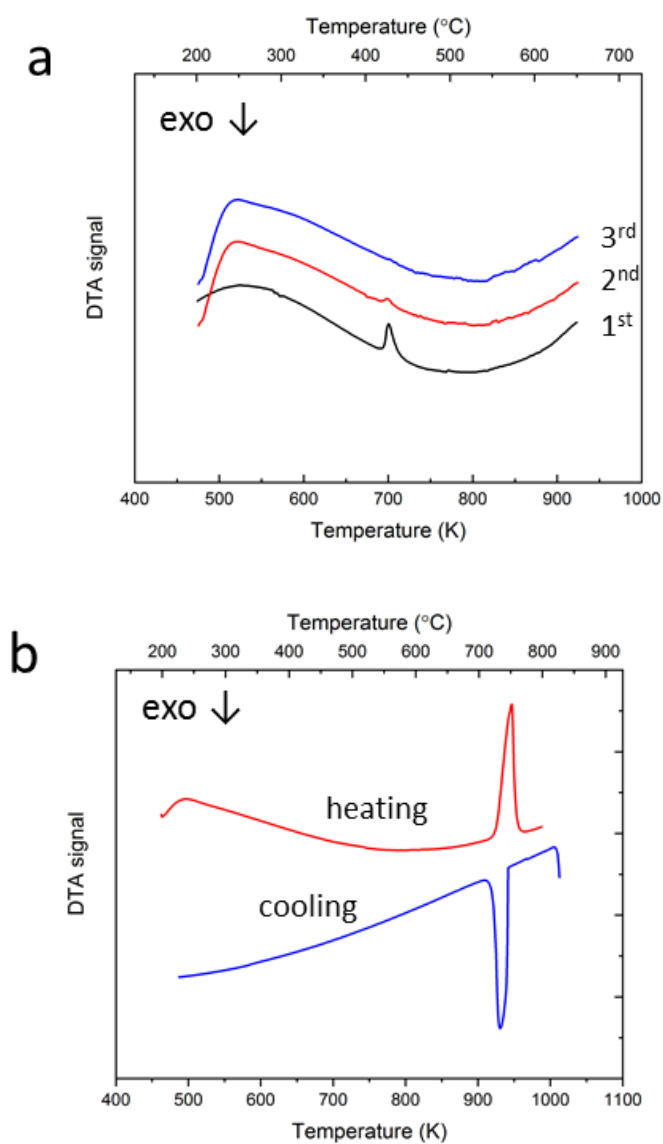 Temperature (°C)
a
200 300 400 500 600 700
exo ↓
DTA signal
3rd
2nd
1st
400 500 600 700 800 900 1000
Temperature (K)
Temperature (°C)
b
200 300 400 500 600 700 800 900
exo ↓
heating
DTA signal
cooling
400 500 600 700 800 900 1000 1100
Temperature (K)